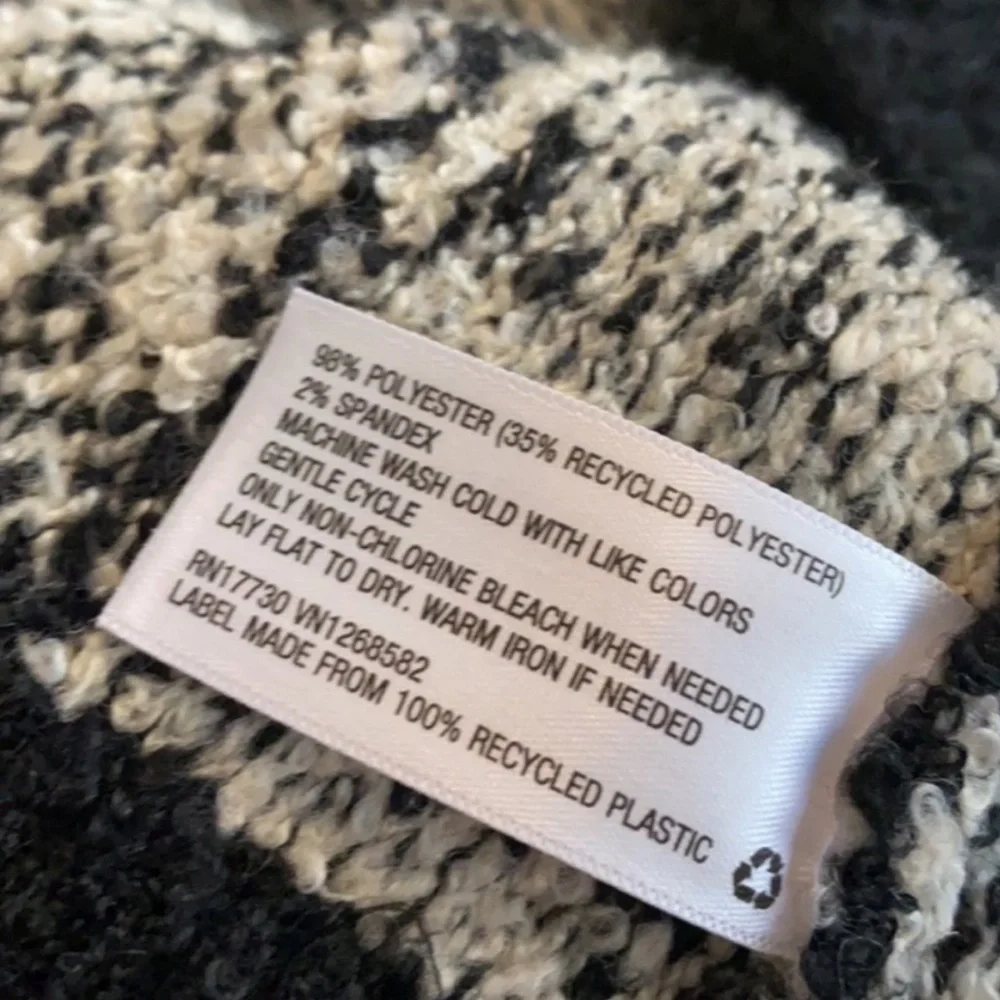 98% POLYESTER (35% RECYCLED POLYESTER)
2% SPANDEX
MACHINE WASH COLD WITH LIKE COLORS
GENTLE CYCLE
ONLY NON-CHLORINE BLEACH WHEN NEEDED
LAY FLAT TO DRY. WARM IRON IF NEEDED
RN17730 VN1268582
LABEL MADE FROM 100% RECYCLED PLASTIC